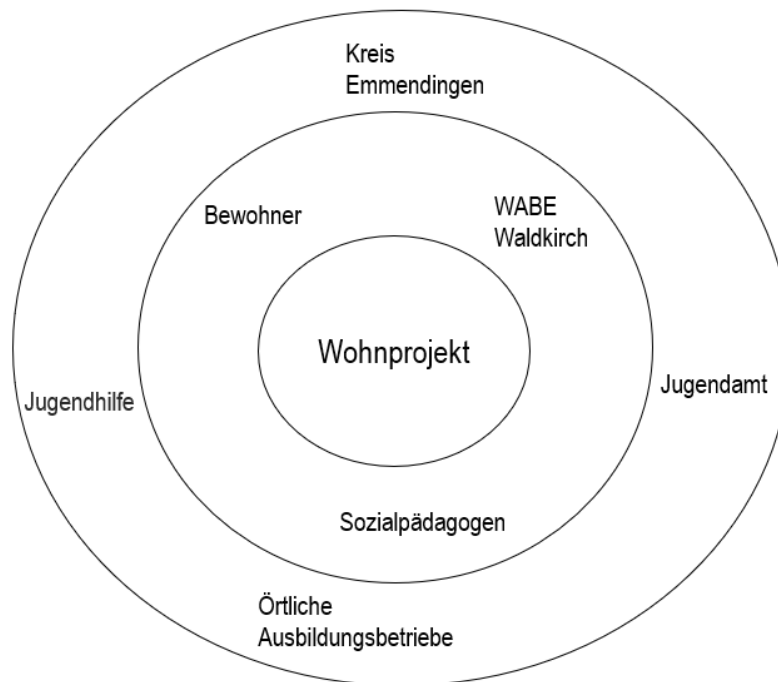 Kreis
Emmendingen
Bewohner
WABE
Waldkirch
Wohnprojekt
Jugendhilfe
Jugendamt
Sozialpädagogen
Örtliche
Ausbildungsbetriebe